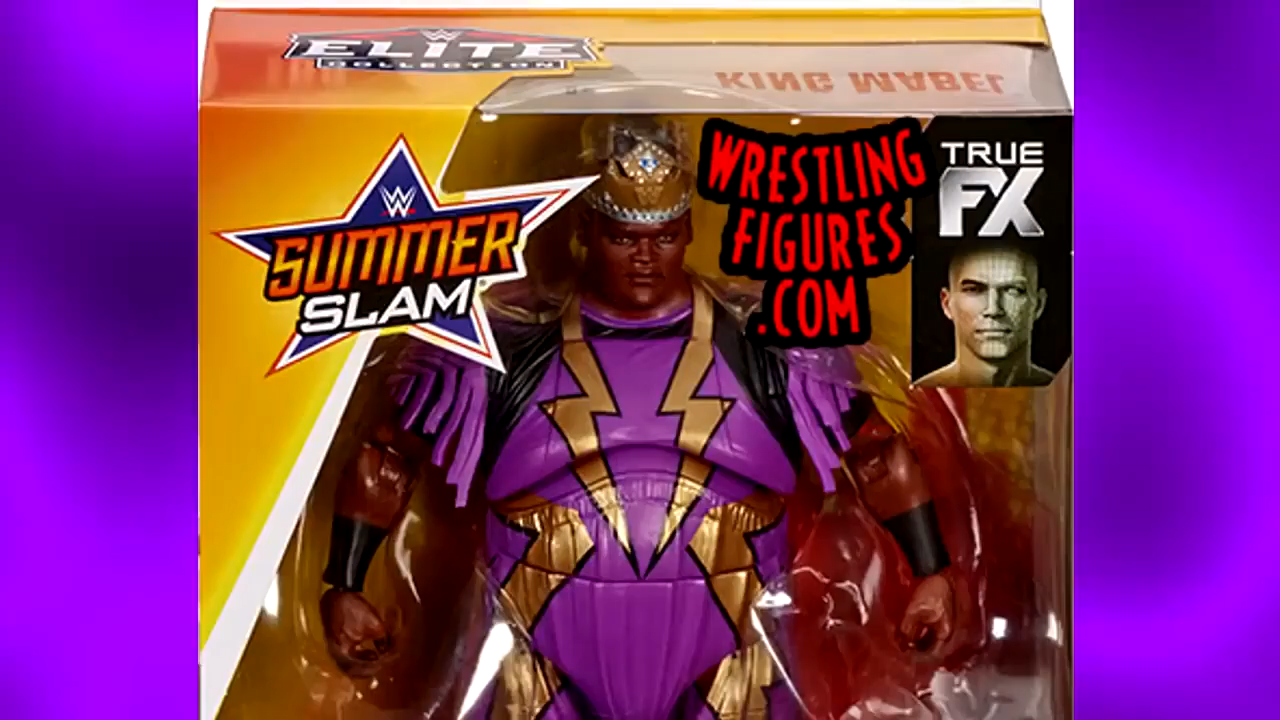 W
ELITE
COLLECTION
KING MABEL
W
SUMMER
SLAM
WRESTLING
FIGURES
.COM
TRUE
FX